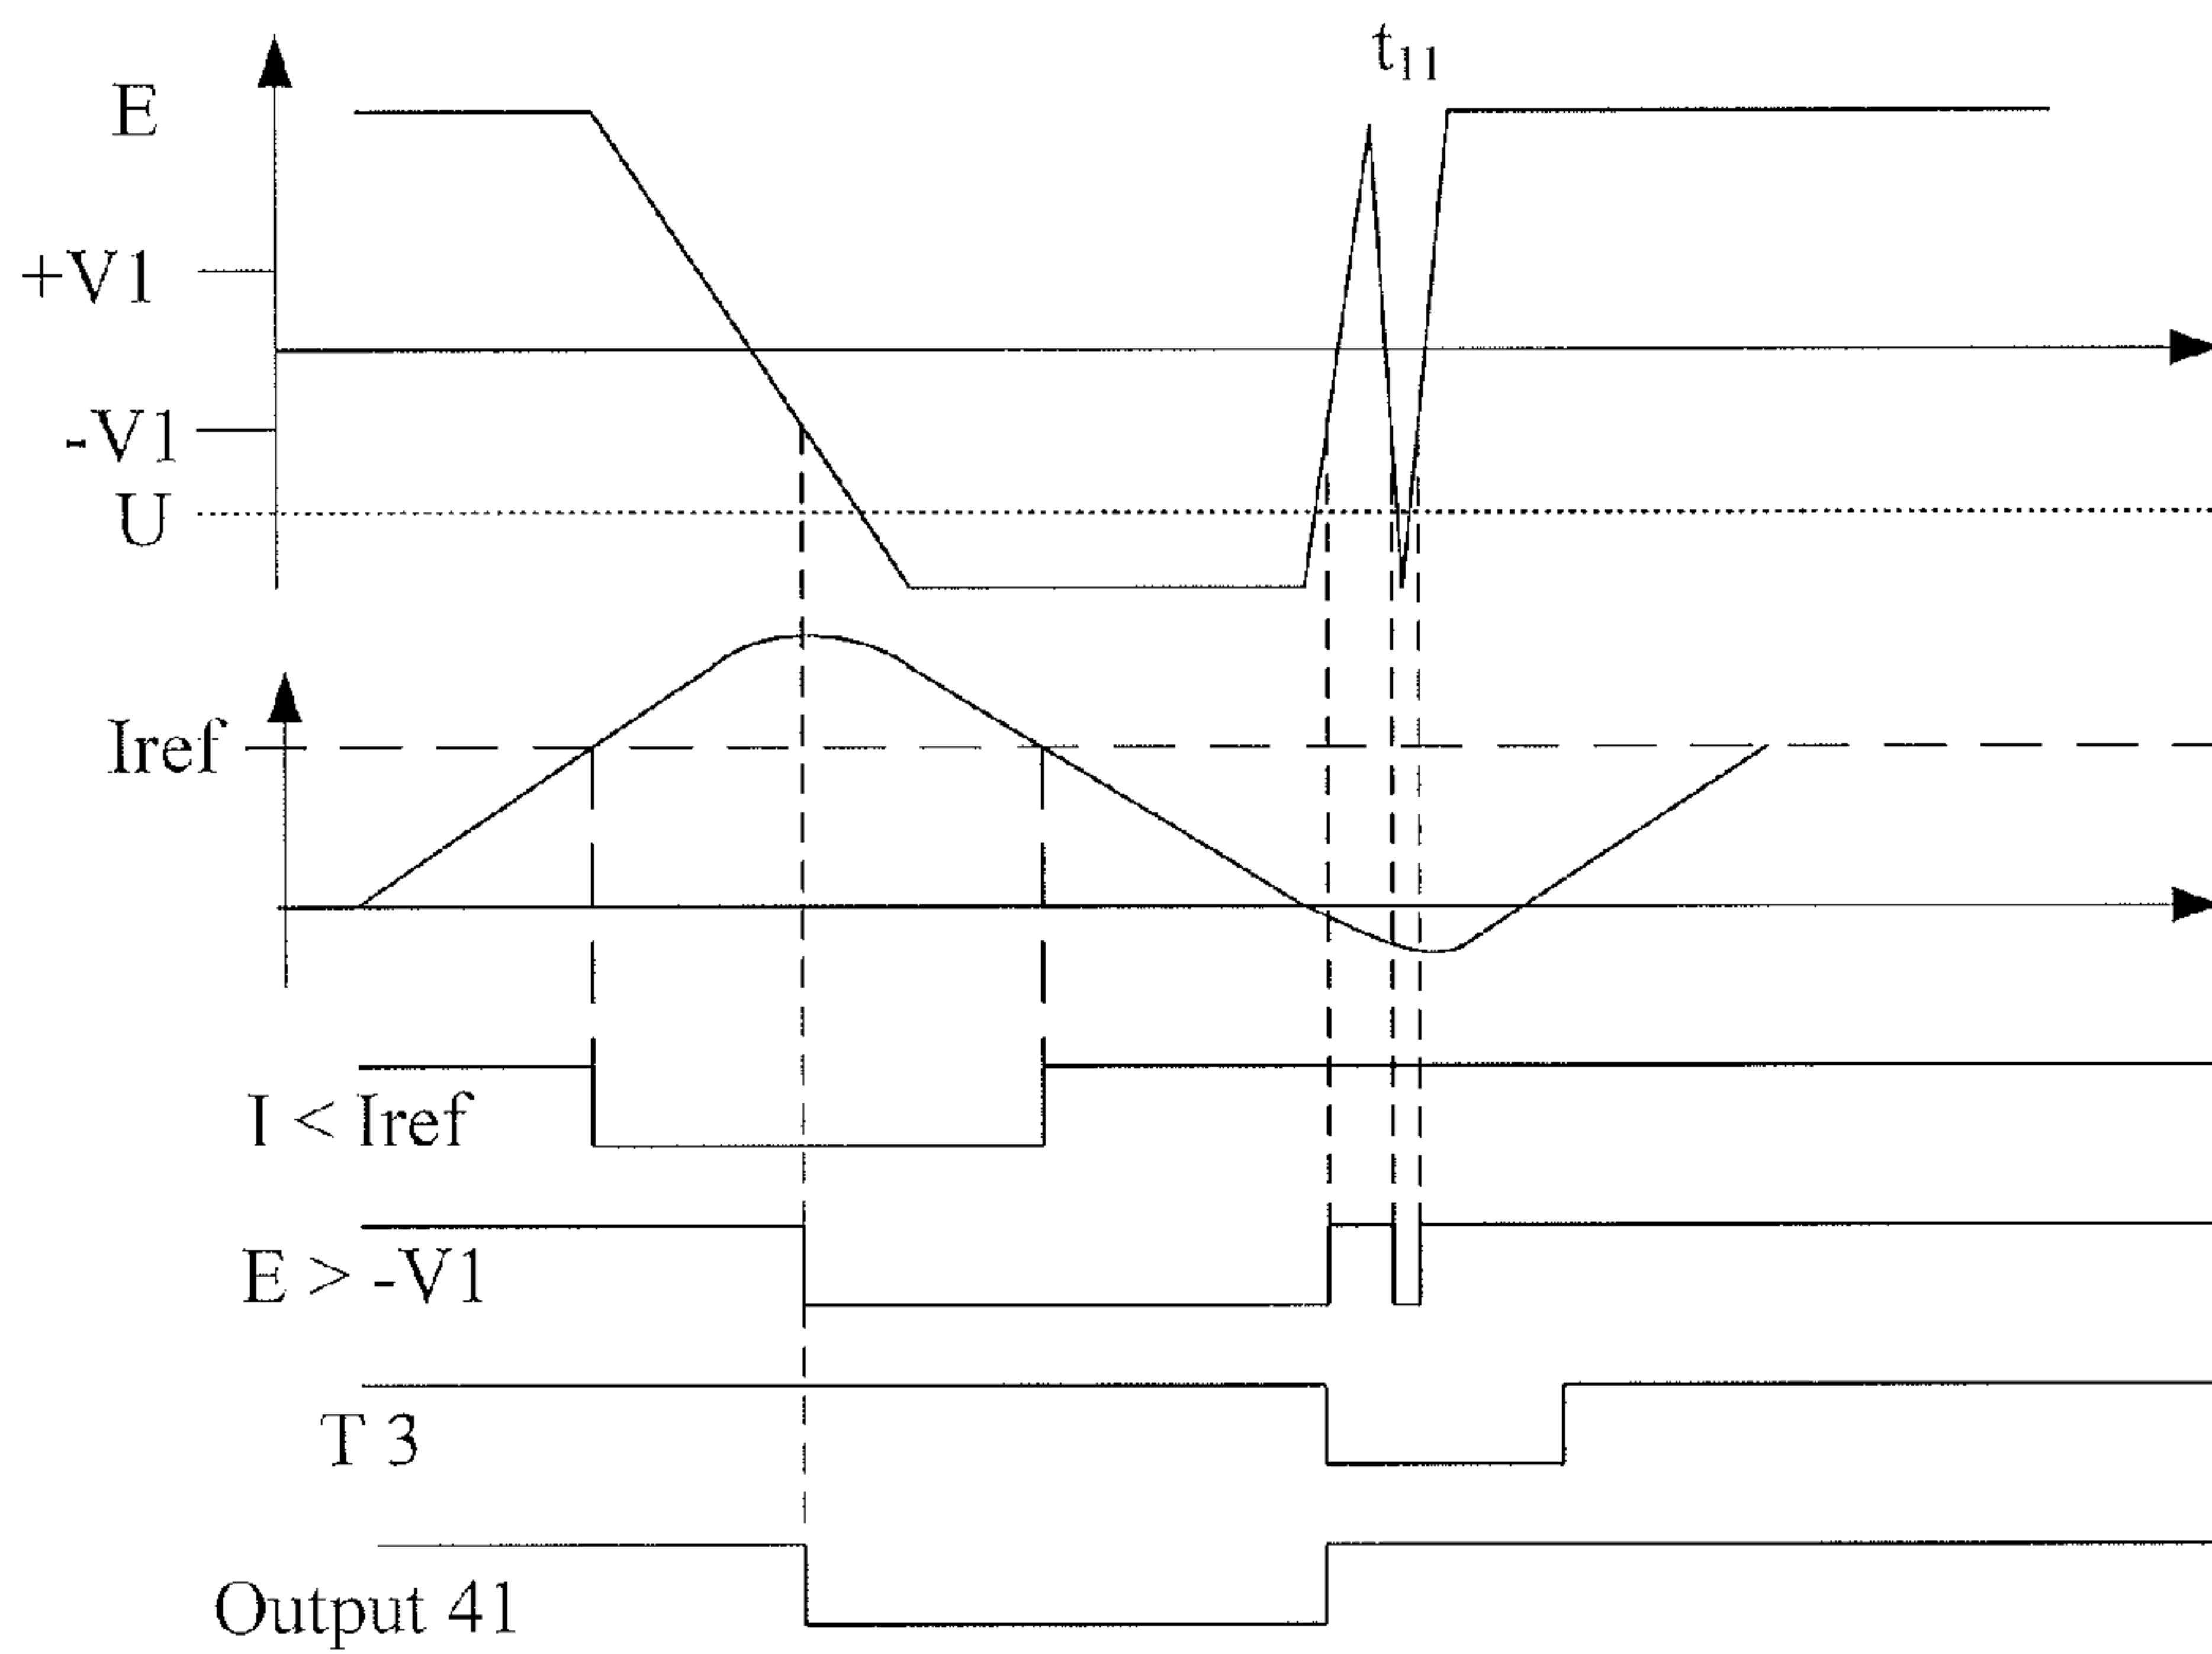 t11
E
+V1
-V1
U
Iref
I < Iref
E > -V1
T 3
Output 41